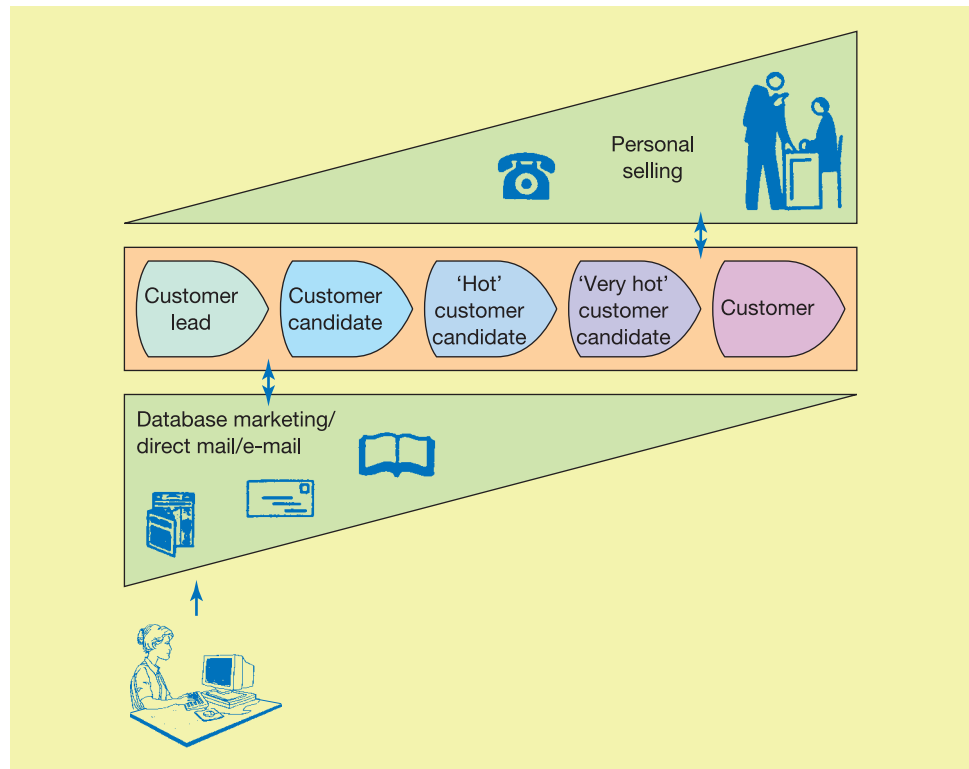 Personal
selling
Customer
lead
Customer
candidate
‘Hot’
customer
candidate
‘Very hot’
customer
candidate
Customer
Database marketing/
direct mail/e-mail